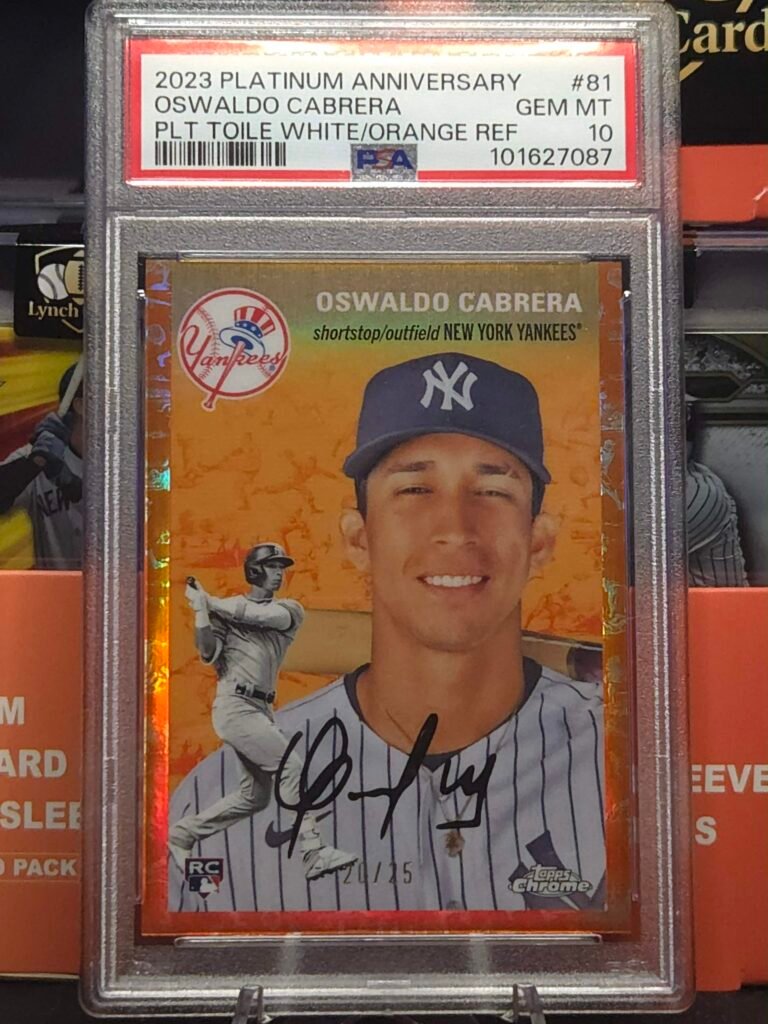 2023 PLATINUM ANNIVERSARY #81
OSWALDO CABRERA GEM MT
PLT TOILE WHITE/ORANGE REF 10
PSA 101627087
Card
Lynch
OSWALDO CABRERA
shortstop/outfield NEW YORK YANKEES®
Yankees
NY
RC
20/25
Topps
Chrome
M
ARD
SLEE
PACK
EEVE
S